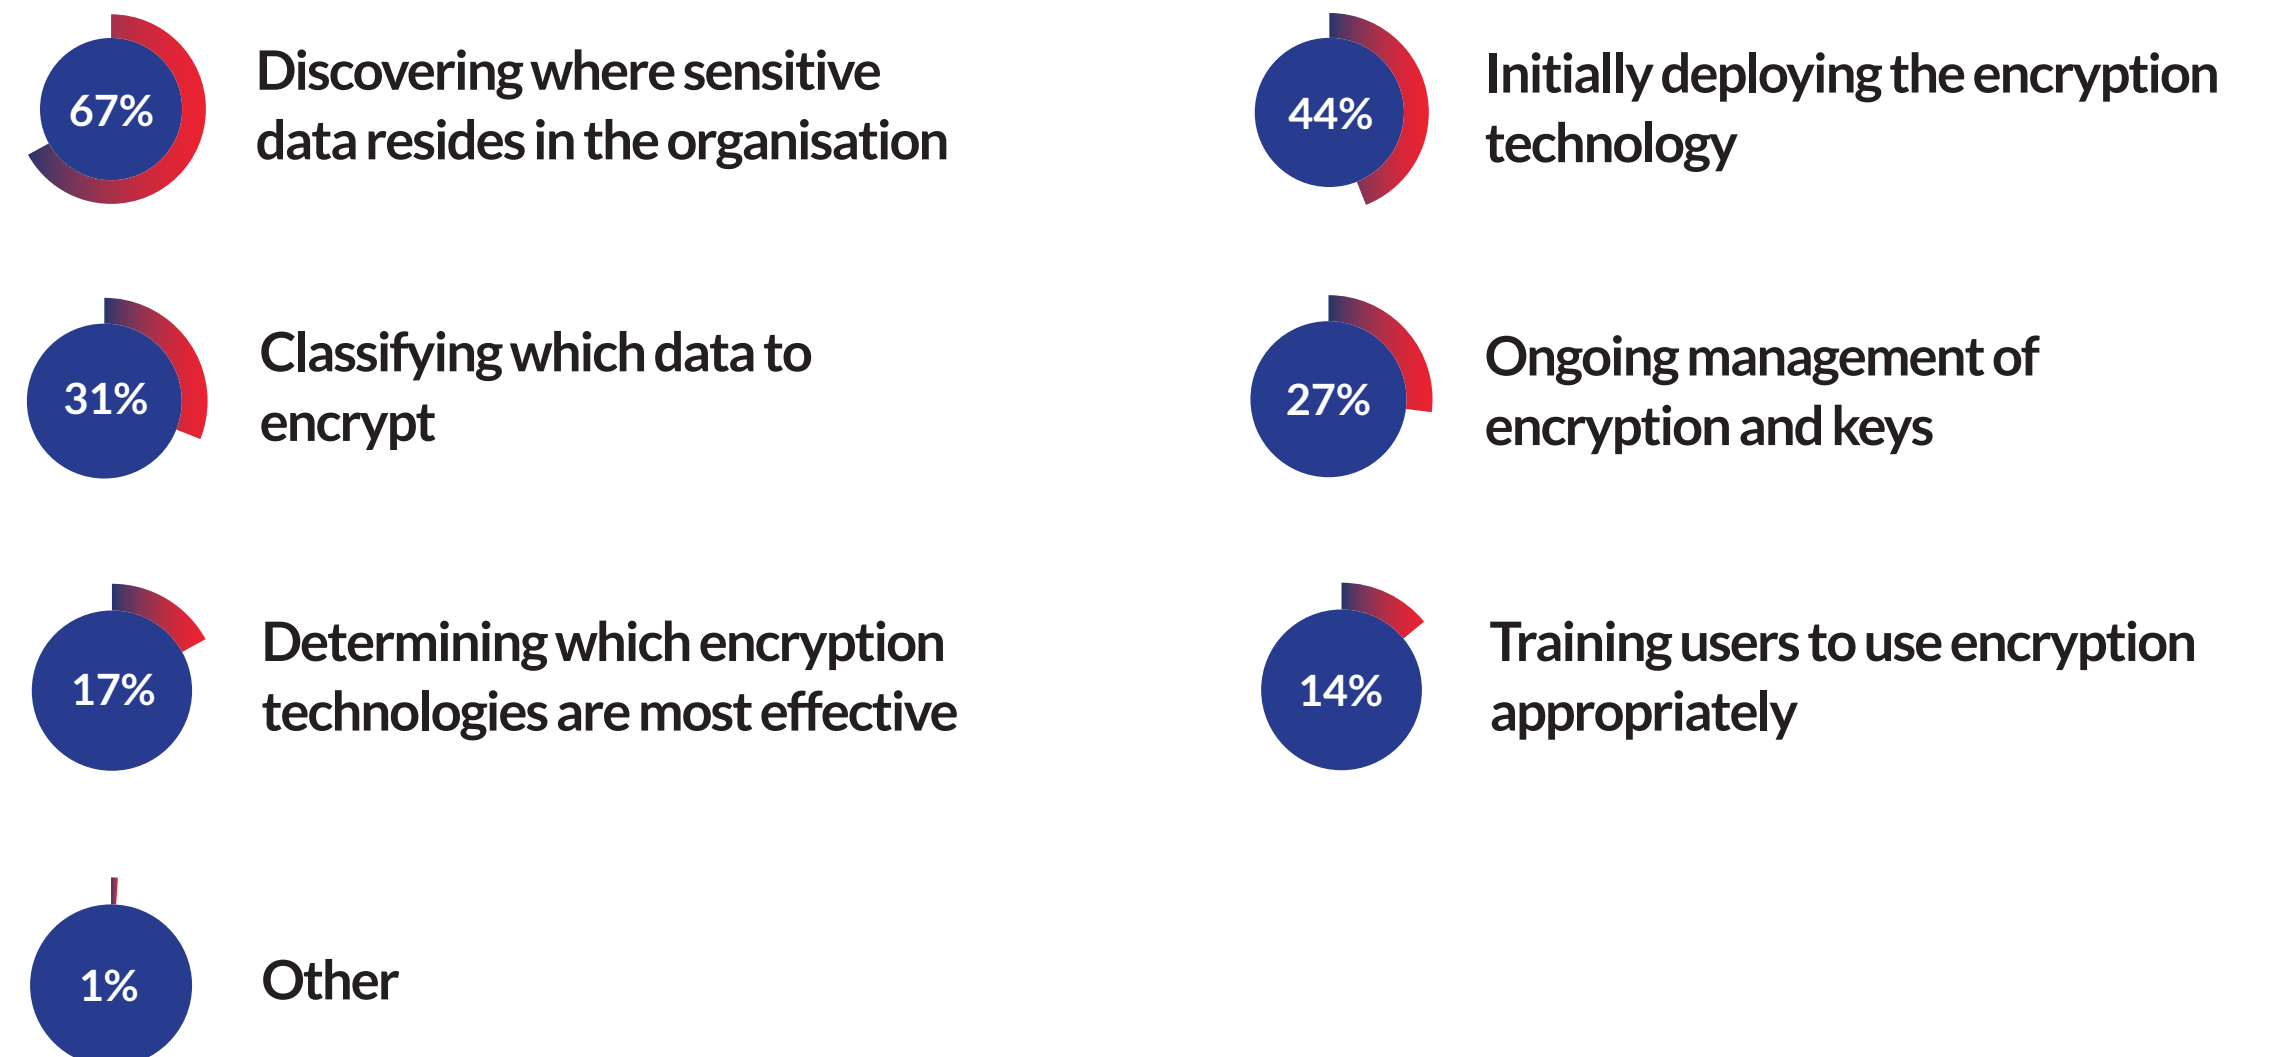 67%
Discovering where sensitive
data resides in the organisation
44%
Initially deploying the encryption
technology
31%
Classifying which data to
encrypt
27%
Ongoing management of
encryption and keys
17%
Determining which encryption
technologies are most effective
14%
Training users to use encryption
appropriately
1%
Other